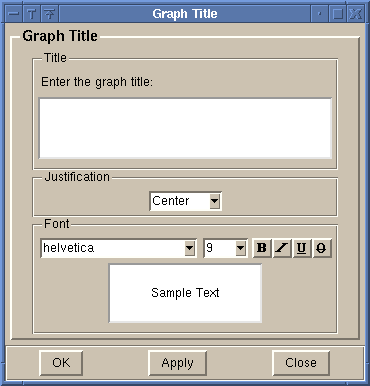 Graph Title
Graph Title
Title
Enter the graph title:
Justification
Center
Font
helvetica 9 B I U O
Sample Text
OK Apply Close